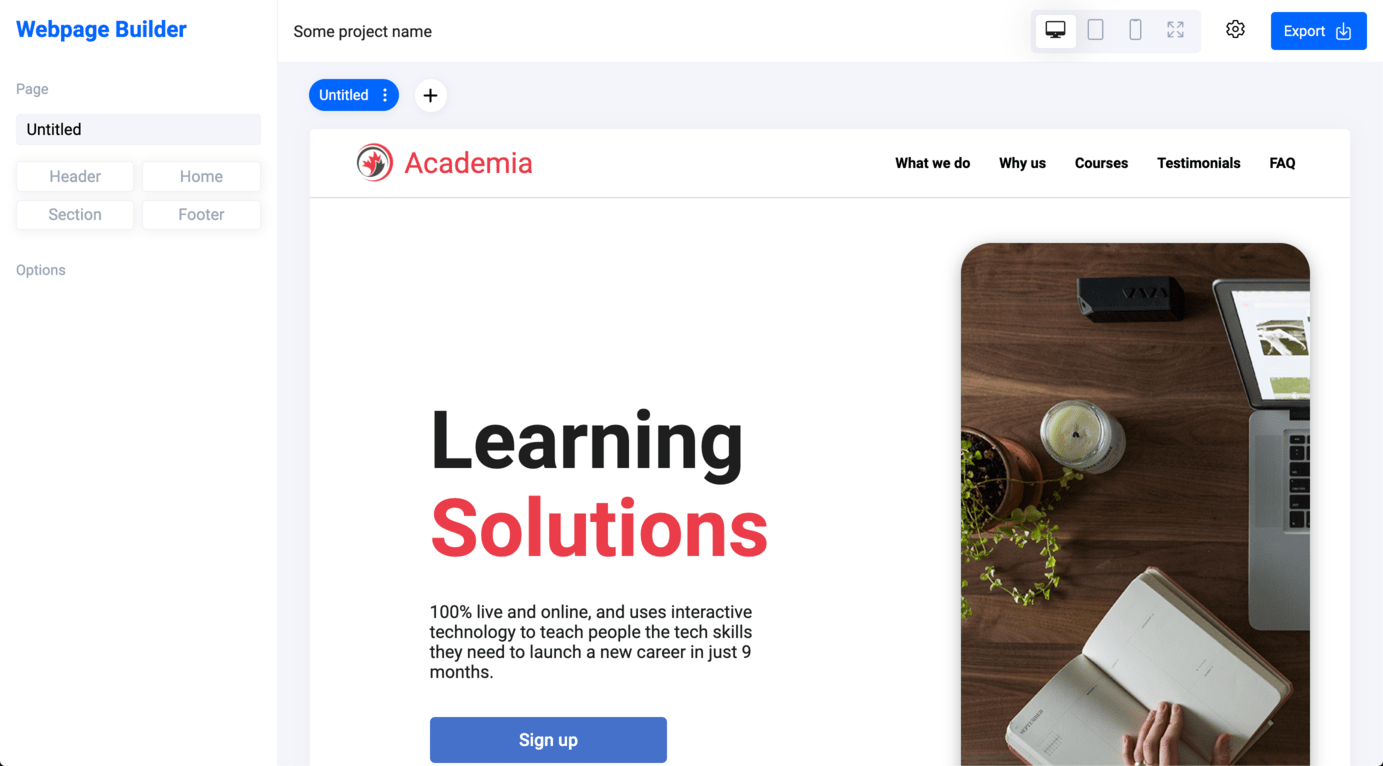 Webpage Builder
Some project name
Export
Page
Untitled
Header
Home
Section
Footer
Options
Untitled
Academia
What we do
Why us
Courses
Testimonials
FAQ
Learning
Solutions
100% live and online, and uses interactive
technology to teach people the tech skills
they need to launch a new career in just 9
months.
Sign up
SEPTEMBER